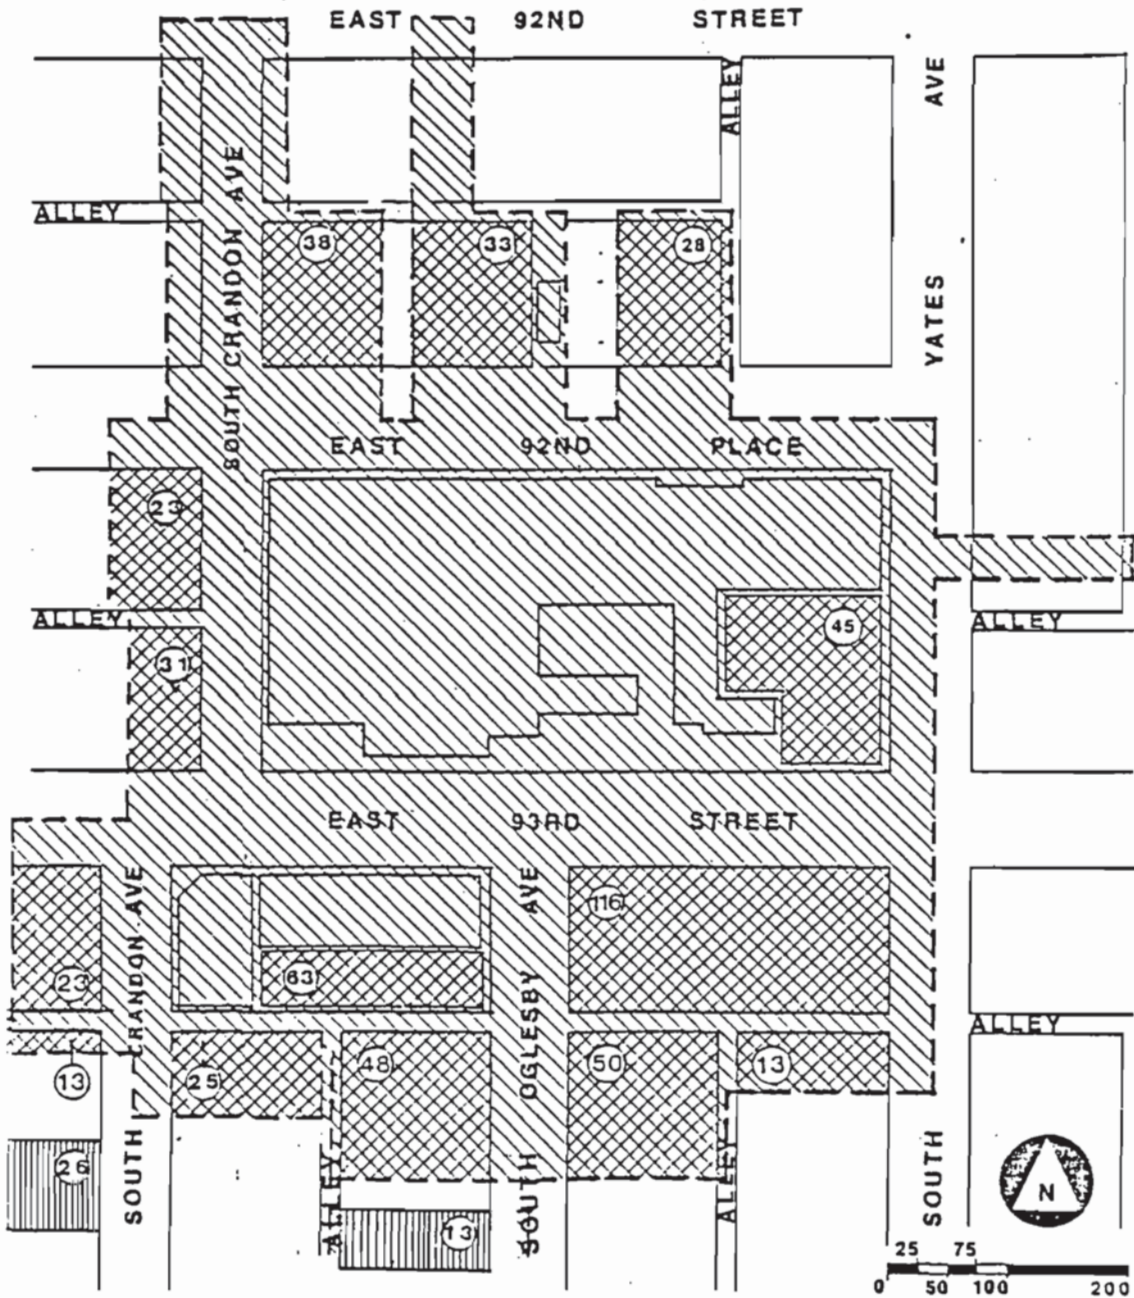 EAST 92ND STREET
ALLEY
AVE
ALLEY
SOUTH CRANDON AVE
38
33
28
YATES
EAST 92ND PLACE
23
45
ALLEY
ALLEY
31
EAST 93RD STREET
SOUTH CRANDON AVE
SOUTH OGLESBY AVE
116
23
63
ALLEY
13
25
48
50
13
26
ALLEY
13
ALLEY
SOUTH
N
25 75
0 50 100 200